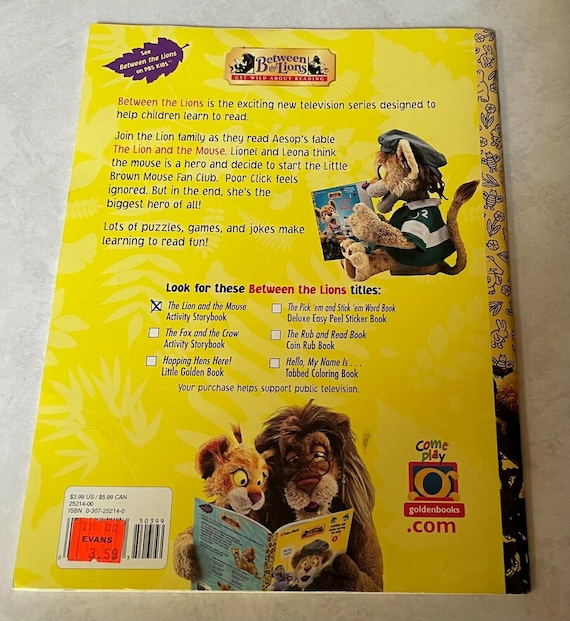 See
Between the Lions
on PBS KIDS™
Between
the Lions
GET WILD ABOUT READING
Between the Lions is the exciting new television series designed to
help children learn to read.
Join the Lion family as they read Aesop's fable
The Lion and the Mouse. Lionel and Leona think
the mouse is a hero and decide to start the Little
Brown Mouse Fan Club. Poor Click feels
ignored. But in the end, she's the
biggest hero of all!
Lots of puzzles, games, and jokes make
learning to read fun!
Look for these Between the Lions titles:
The Lion and the Mouse
Activity Storybook
The Fox and the Crow
Activity Storybook
Hopping Hens Here!
Little Golden Book
The Pick 'em and Stick 'em Word Book
Deluxe Easy Peel Sticker Book
The Rub and Read Book
Coin Rub Book
Hello, My Name Is . . .
Tabbed Coloring Book
Your purchase helps support public television.
come
play
goldenbooks
.com
$3.99 US / $5.99 CAN
25214-00
ISBN 0-307-25214-0
50399
EVANS
3.59